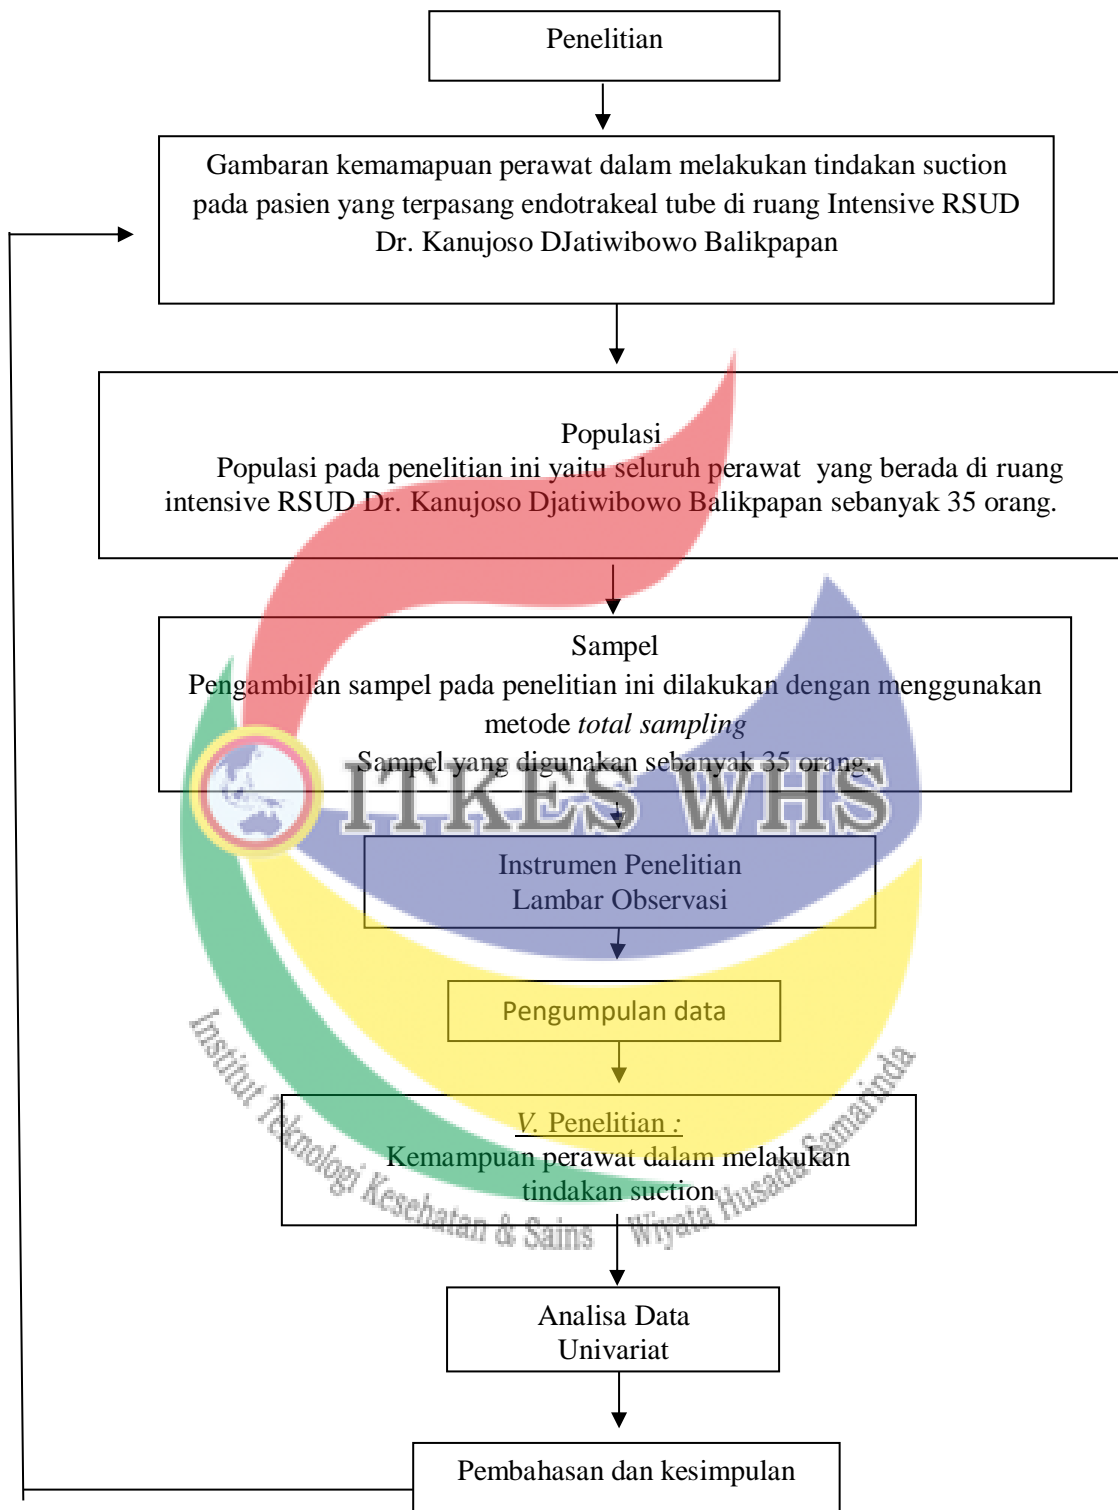 Penelitian
Gambaran kemamapuan perawat dalam melakukan tindakan suction
pada pasien yang terpasang endotrakeal tube di ruang Intensive RSUD
Dr. Kanujoso DJatiwibowo Balikpapan
Populasi
Populasi pada penelitian ini yaitu seluruh perawat yang berada di ruang
intensive RSUD Dr. Kanujoso Djatiwibowo Balikpapan sebanyak 35 orang.
Sampel
Pengambilan sampel pada penelitian ini dilakukan dengan menggunakan
metode total sampling
Sampel yang digunakan sebanyak 35 orang.
ITKES WHS
Instrumen Penelitian
Lambar Observasi
Pengumpulan data
V. Penelitian :
Kemampuan perawat dalam melakukan
tindakan suction
Institut Teknologi Kesehatan & Sains Wiyata Husada Samarinda
Analisa Data
Univariat
Pembahasan dan kesimpulan